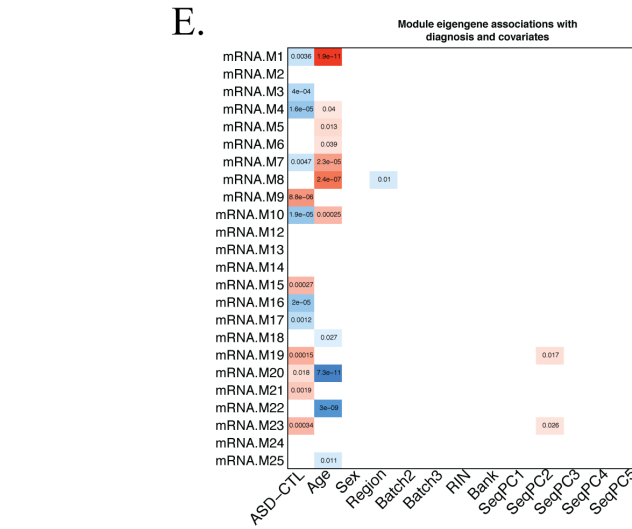 E.
Module eigengene associations with
diagnosis and covariates
mRNA.M1 0.0036 1.9e−11
mRNA.M2
mRNA.M3 4e−04
mRNA.M4 1.6e−05 0.04
mRNA.M5 0.013
mRNA.M6 0.039
mRNA.M7 0.0047 2.3e−05
mRNA.M8 2.4e−07 0.01
mRNA.M9 8.8e−06
mRNA.M10 1.9e−05 0.00025
mRNA.M12
mRNA.M13
mRNA.M14
mRNA.M15 0.00027
mRNA.M16 2e−05
mRNA.M17 0.0012
mRNA.M18 0.027
mRNA.M19 0.00015 0.017
mRNA.M20 0.018 7.3e−11
mRNA.M21 0.0019
mRNA.M22 3e−09
mRNA.M23 0.00034 0.026
mRNA.M24
mRNA.M25 0.011
ASD−CTL Age Sex Region Batch2 Batch3 RIN Bank SeqPC1 SeqPC2 SeqPC3 SeqPC4 SeqPC5